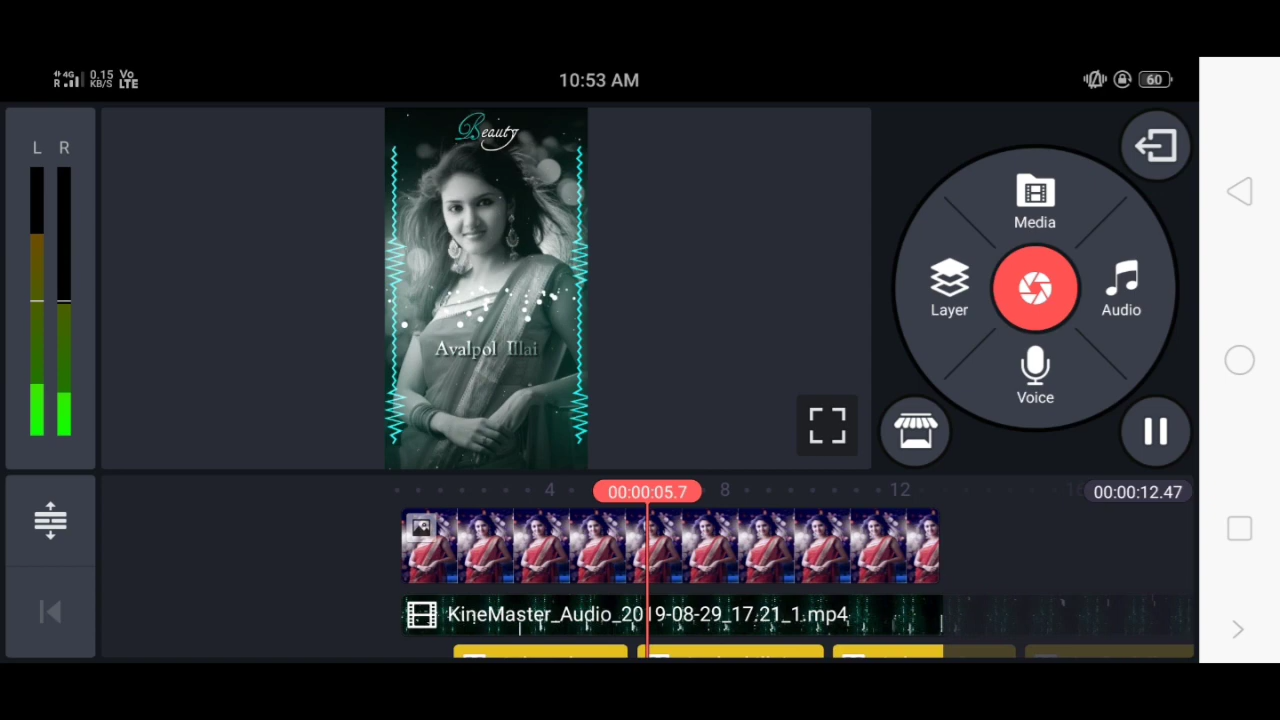 4G
R
0.15
KB/S
Vo
LTE
10:53 AM
60
L R
Beauty
Avalpol Illai
Media
Layer
Audio
Voice
4
00:00:05.7
8
12
00:00:12.47
KineMaster_Audio_2019-08-29_17.21_1.mp4